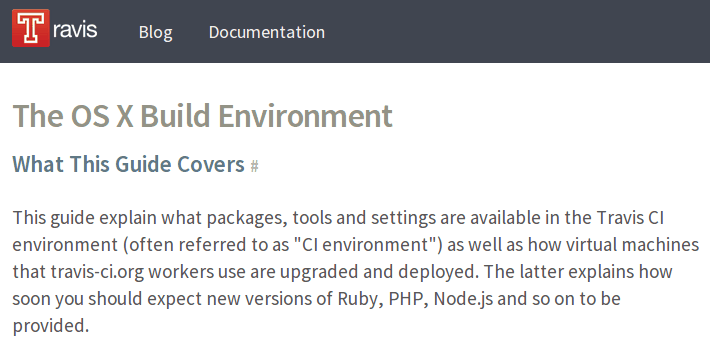 Travis Blog Documentation
The OS X Build Environment
What This Guide Covers #
This guide explain what packages, tools and settings are available in the Travis CI
environment (often referred to as "CI environment") as well as how virtual machines
that travis-ci.org workers use are upgraded and deployed. The latter explains how
soon you should expect new versions of Ruby, PHP, Node.js and so on to be
provided.